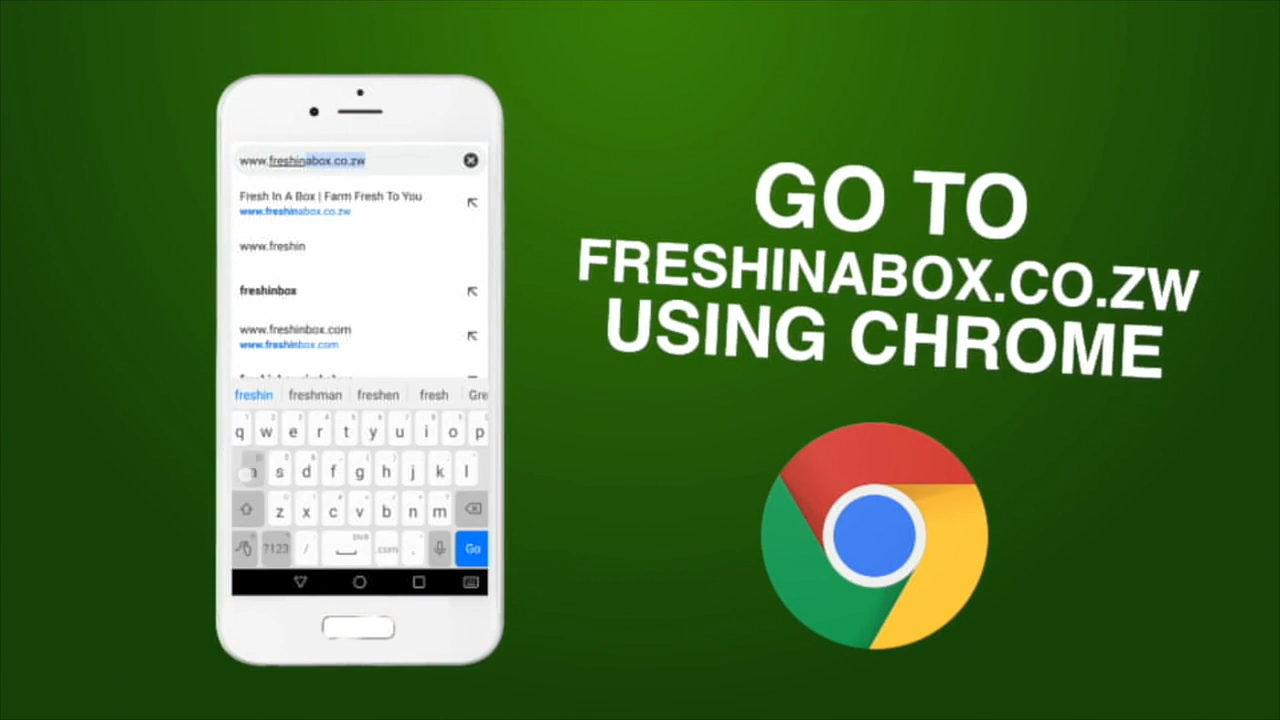 www.freshinabox.co.zw
Fresh In A Box | Farm Fresh To You
www.freshinabox.co.zw
www.freshin
freshinbox
www.freshinbox.com
www.freshinbox.com
freshin freshman freshen fresh Gre
q w e r t y u i o p
a s d f g h j k l
z x c v b n m
?123 / .com . Go
GO TO
FRESHINABOX.CO.ZW
USING CHROME